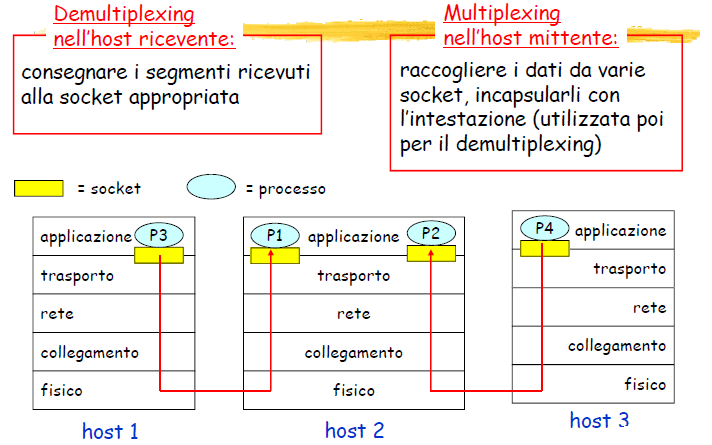 Demultiplexing
nell'host ricevente:
consegnare i segmenti ricevuti
alla socket appropriata
Multiplexing
nell'host mittente:
raccogliere i dati da varie
socket, incapsularli con
l'intestazione (utilizzata poi
per il demultiplexing)
= socket
= processo
applicazione
P3
trasporto
rete
collegamento
fisico
host 1
P1
applicazione
P2
trasporto
rete
collegamento
fisico
host 2
P4
applicazione
trasporto
rete
collegamento
fisico
host 3